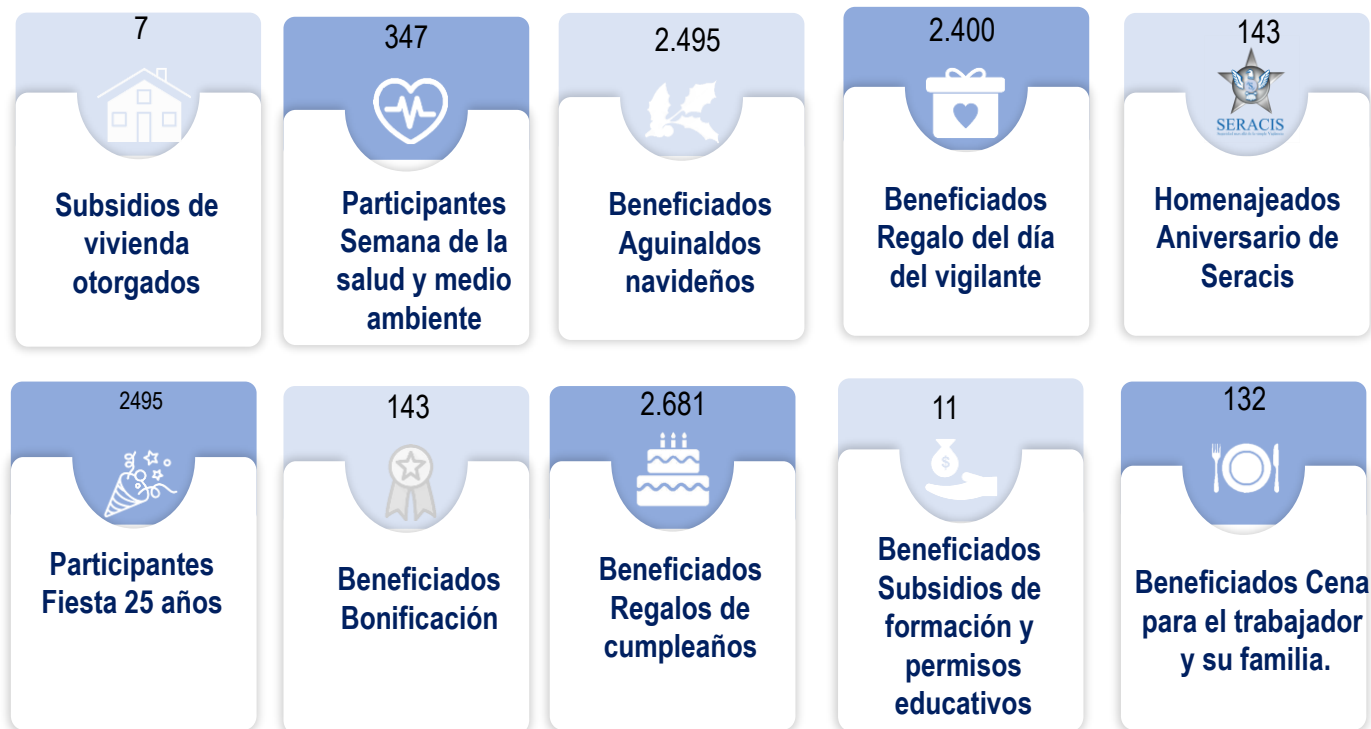 7
Subsidios de
vivienda
otorgados
347
Participantes
Semana de la
salud y medio
ambiente
2.495
Beneficiados
Aguinaldos
navideños
2.400
Beneficiados
Regalo del día
del vigilante
143
SERACIS
Homenajeados
Aniversario de
Seracis
2495
Participantes
Fiesta 25 años
143
Beneficiados
Bonificación
2.681
Beneficiados
Regalos de
cumpleaños
11
$
Beneficiados
Subsidios de
formación y
permisos
educativos
132
Beneficiados Cena
para el trabajador
y su familia.